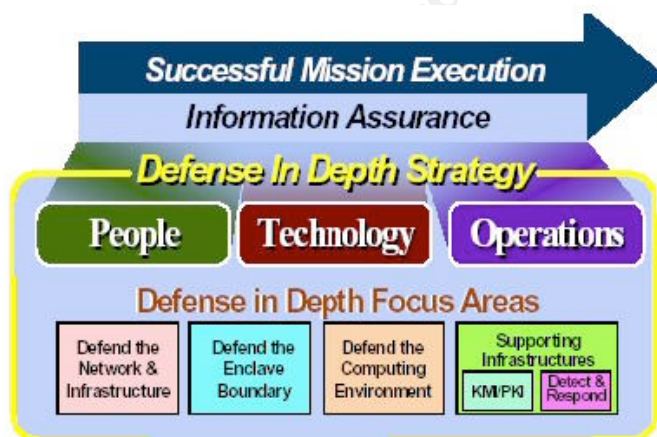 Successful Mission Execution
Information Assurance
Defense In Depth Strategy
People
Technology
Operations
Defense in Depth Focus Areas
Defend the
Network &
Infrastructure
Defend the
Enclave
Boundary
Defend the
Computing
Environment
Supporting
Infrastructures
KMI/PKI
Detect &
Respond